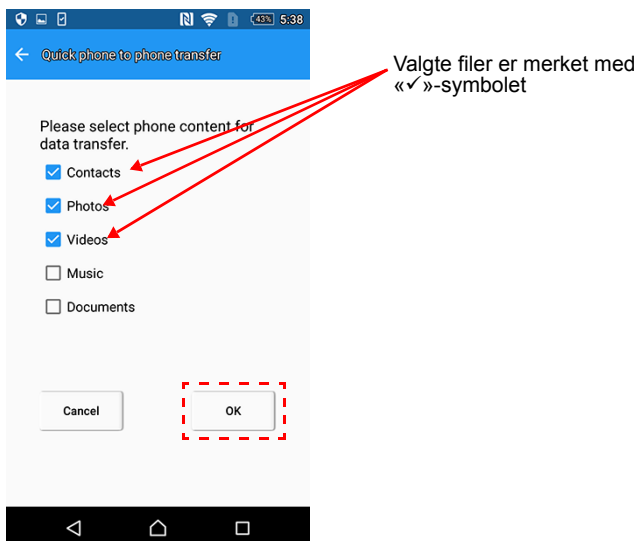 43% 5:38
Quick phone to phone transfer
Valgte filer er merket med
«✓»-symbolet
Please select phone content for
data transfer.
Contacts
Photos
Videos
Music
Documents
Cancel
OK